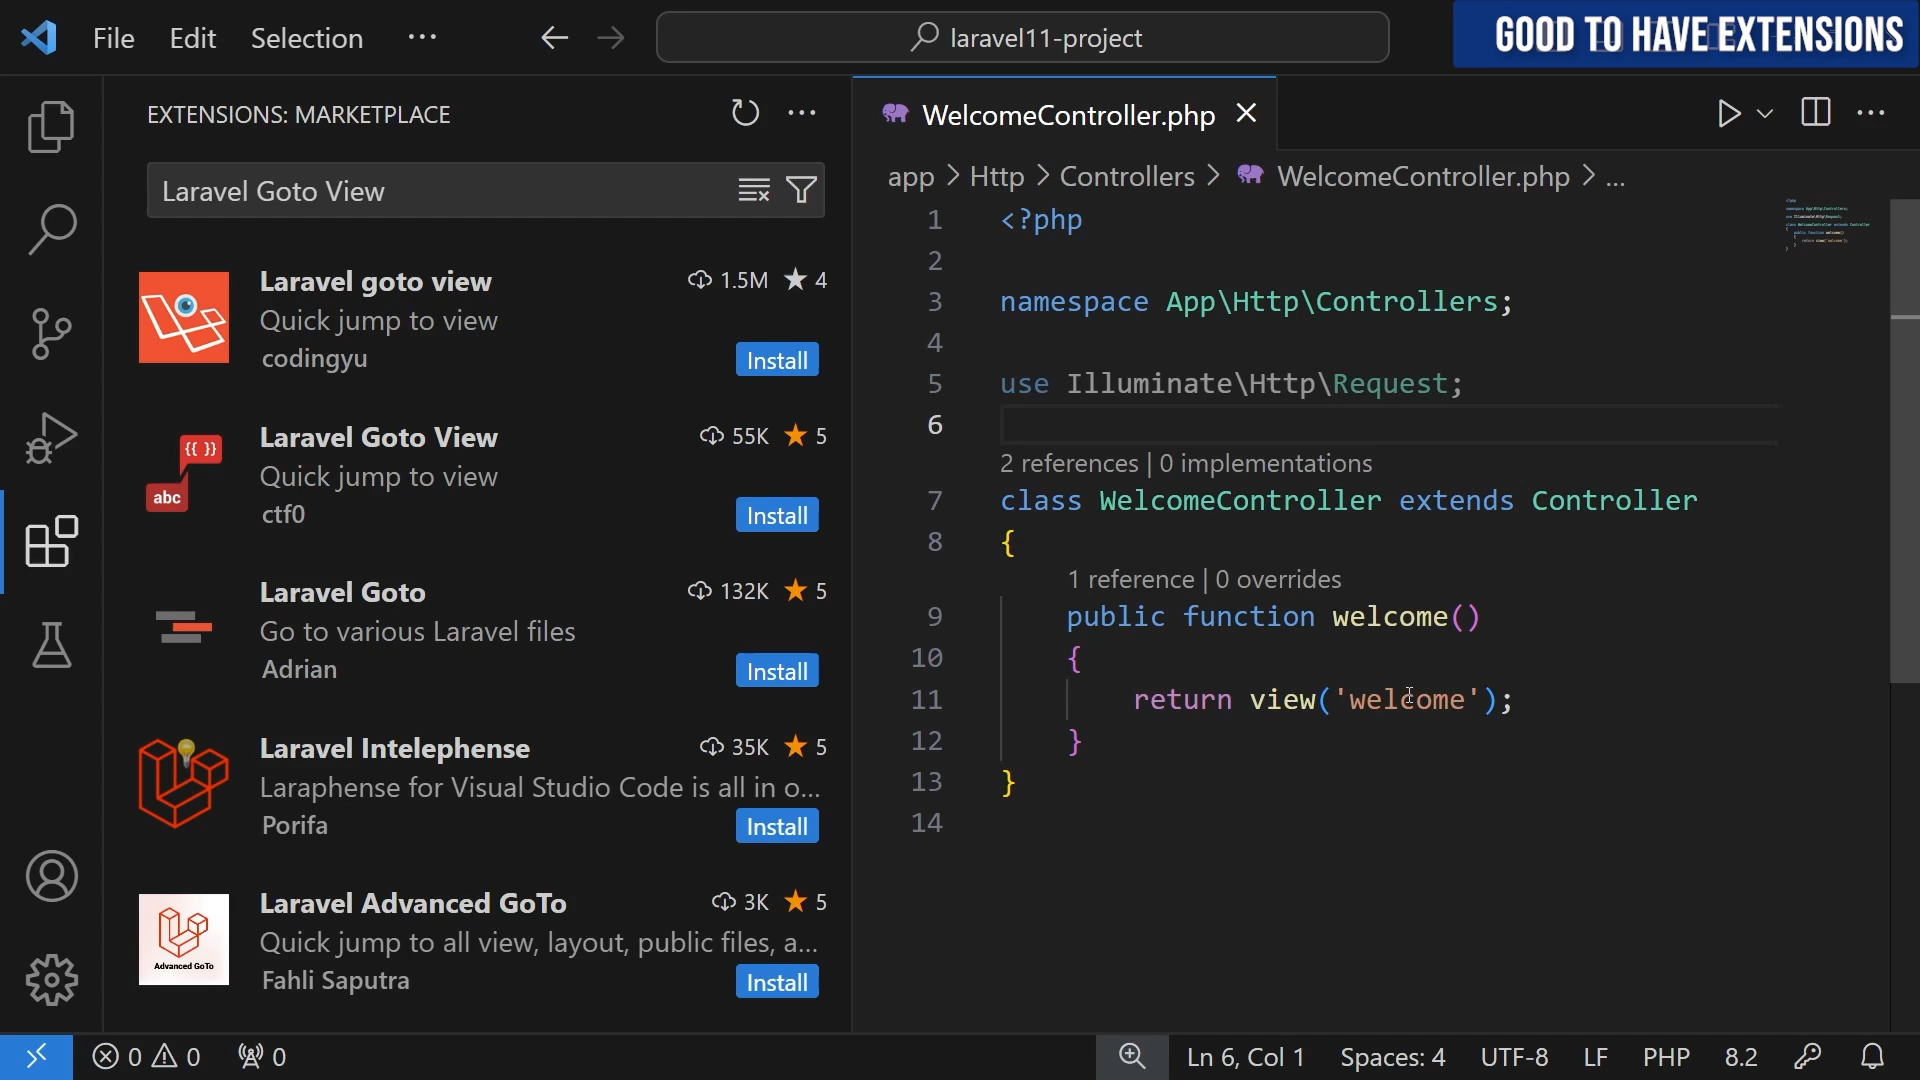 File Edit Selection ··· laravel11-project
GOOD TO HAVE EXTENSIONS
EXTENSIONS: MARKETPLACE
Laravel Goto View
Laravel goto view 1.5M ★ 4
Quick jump to view
codingyu Install
{{ }}
abc
Laravel Goto View 55K ★ 5
Quick jump to view
ctf0 Install
Laravel Goto 132K ★ 5
Go to various Laravel files
Adrian Install
Laravel Intelephense 35K ★ 5
Laraphense for Visual Studio Code is all in o...
Porifa Install
Advanced GoTo
Laravel Advanced GoTo 3K ★ 5
Quick jump to all view, layout, public files, a...
Fahli Saputra Install
WelcomeController.php
app > Http > Controllers > WelcomeController.php > ...
1 <?php
2
3 namespace App\Http\Controllers;
4
5 use Illuminate\Http\Request;
6
2 references | 0 implementations
7 class WelcomeController extends Controller
8 {
1 reference | 0 overrides
9 public function welcome()
10 {
11 return view('welcome');
12 }
13 }
14
0 0 0 Ln 6, Col 1 Spaces: 4 UTF-8 LF PHP 8.2